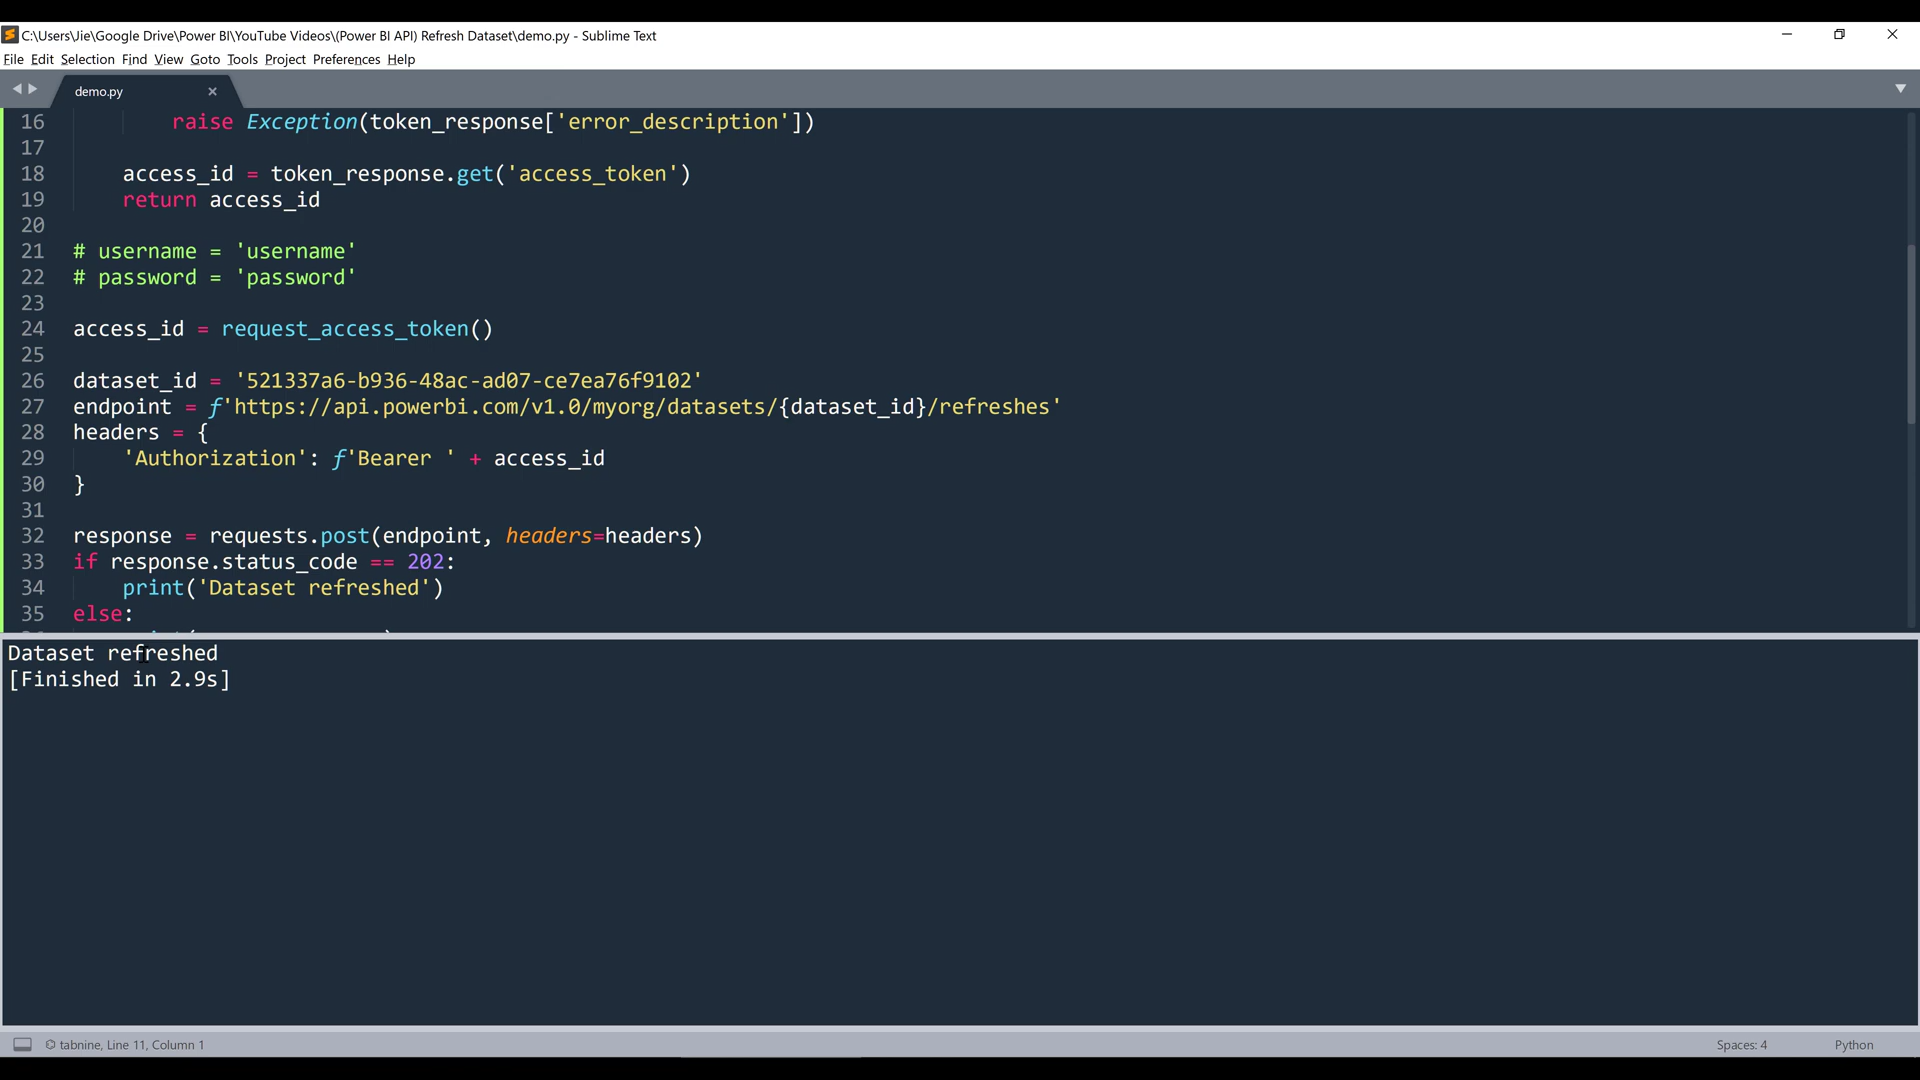 C:\Users\Jie\Google Drive\Power BI\YouTube Videos\(Power BI API) Refresh Dataset\demo.py - Sublime Text
File Edit Selection Find View Goto Tools Project Preferences Help
demo.py
16 raise Exception(token_response['error_description'])
17
18 access_id = token_response.get('access_token')
19 return access_id
20
21 # username = 'username'
22 # password = 'password'
23
24 access_id = request_access_token()
25
26 dataset_id = '521337a6-b936-48ac-ad07-ce7ea76f9102'
27 endpoint = f'https://api.powerbi.com/v1.0/myorg/datasets/{dataset_id}/refreshes'
28 headers = {
29 'Authorization': f'Bearer ' + access_id
30 }
31
32 response = requests.post(endpoint, headers=headers)
33 if response.status_code == 202:
34 print('Dataset refreshed')
35 else:
Dataset refreshed
[Finished in 2.9s]
tabnine, Line 11, Column 1 Spaces: 4 Python